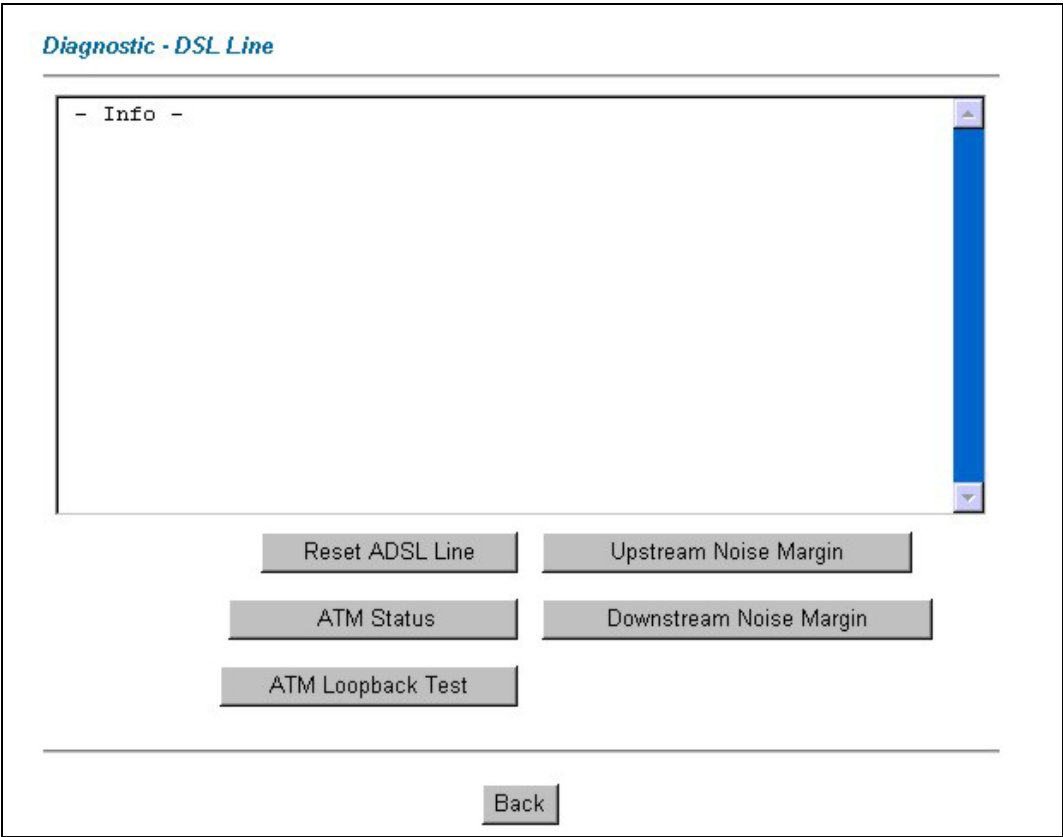 Diagnostic - DSL Line
- Info -
Reset ADSL Line
Upstream Noise Margin
ATM Status
Downstream Noise Margin
ATM Loopback Test
Back